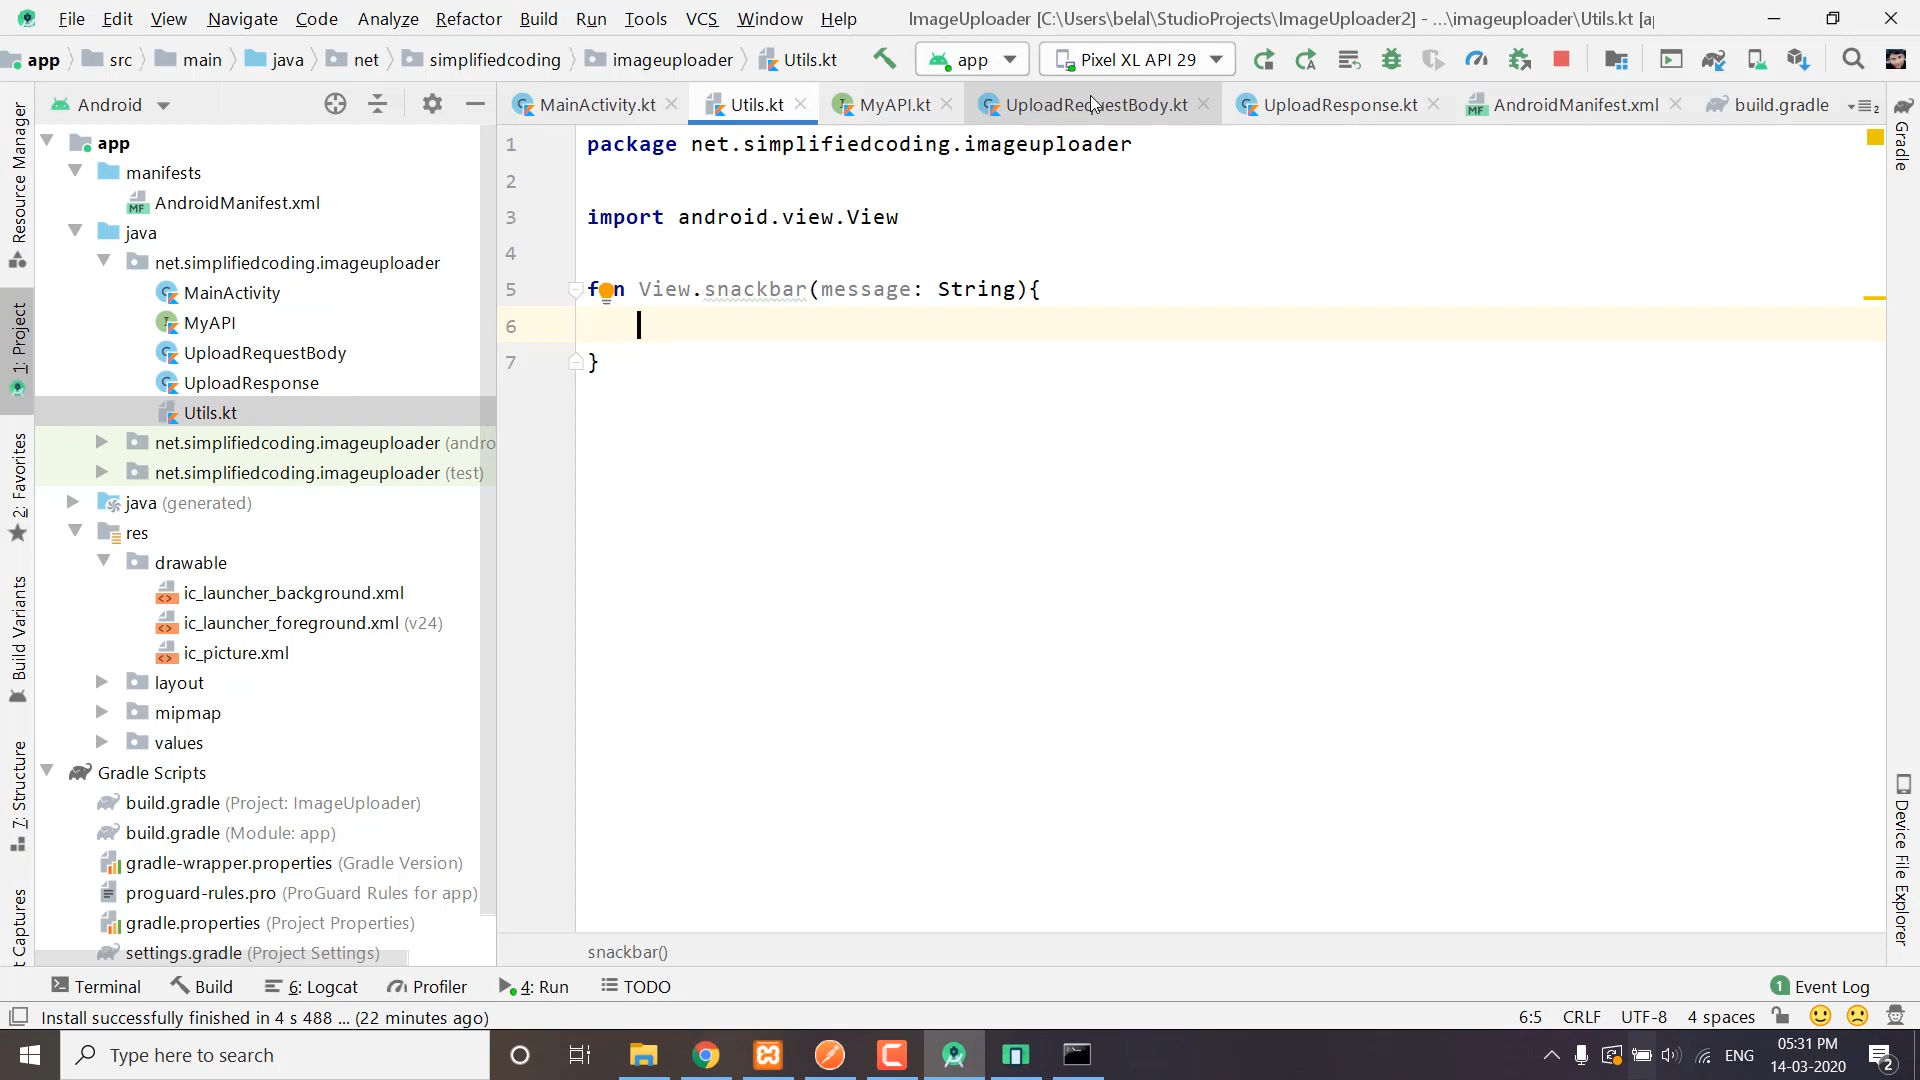 File Edit View Navigate Code Analyze Refactor Build Run Tools VCS Window Help ImageUploader [C:\Users\belal\StudioProjects\ImageUploader2] - ...\imageuploader\Utils.kt [a
app src main java net simplifiedcoding imageuploader Utils.kt app Pixel XL API 29
Android MainActivity.kt Utils.kt MyAPI.kt UploadRequestBody.kt UploadResponse.kt AndroidManifest.xml build.gradle 2
Resource Manager
1: Project
2: Favorites
Build Variants
7: Structure
t Captures
app
manifests
MF AndroidManifest.xml
java
net.simplifiedcoding.imageuploader
MainActivity
MyAPI
UploadRequestBody
UploadResponse
Utils.kt
net.simplifiedcoding.imageuploader (andro
net.simplifiedcoding.imageuploader (test)
java (generated)
res
drawable
ic_launcher_background.xml
ic_launcher_foreground.xml (v24)
ic_picture.xml
layout
mipmap
values
Gradle Scripts
build.gradle (Project: ImageUploader)
build.gradle (Module: app)
gradle-wrapper.properties (Gradle Version)
proguard-rules.pro (ProGuard Rules for app)
gradle.properties (Project Properties)
settings.gradle (Project Settings)
1 package net.simplifiedcoding.imageuploader
2
3 import android.view.View
4
5 fun View.snackbar(message: String){
6
7 }
snackbar()
Gradle
Device File Explorer
Terminal Build 6: Logcat Profiler 4: Run TODO 1 Event Log
Install successfully finished in 4 s 488 ... (22 minutes ago) 6:5 CRLF UTF-8 4 spaces
Type here to search ENG 05:31 PM
14-03-2020 2